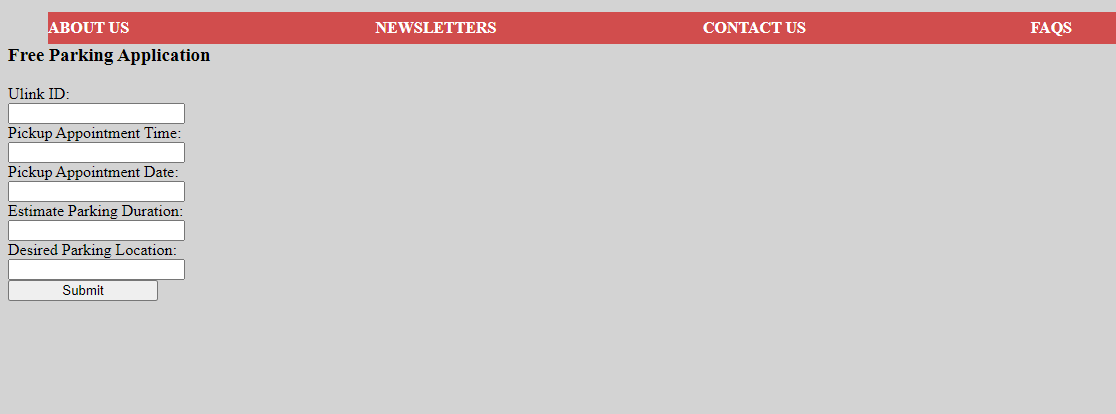 ABOUT US NEWSLETTERS CONTACT US FAQS
Free Parking Application
Ulink ID:
Pickup Appointment Time:
Pickup Appointment Date:
Estimate Parking Duration:
Desired Parking Location:
Submit